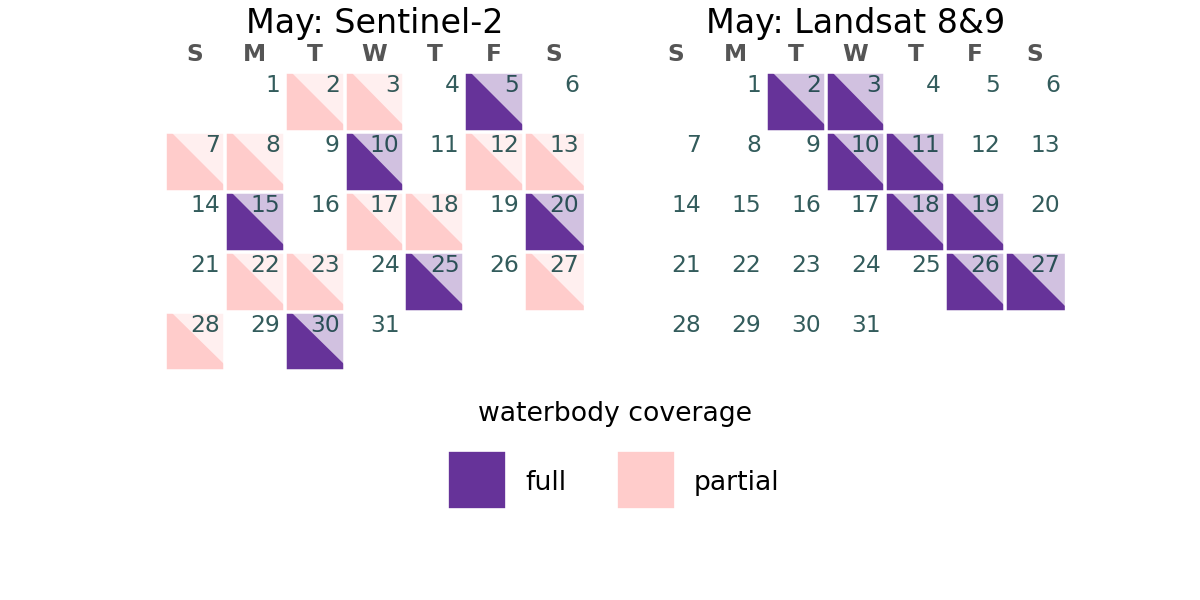 May: Sentinel-2
S M T W T F S
1 2 3 4 5 6
7 8 9 10 11 12 13
14 15 16 17 18 19 20
21 22 23 24 25 26 27
28 29 30 31
May: Landsat 8&9
S M T W T F S
1 2 3 4 5 6
7 8 9 10 11 12 13
14 15 16 17 18 19 20
21 22 23 24 25 26 27
28 29 30 31
waterbody coverage
full
partial